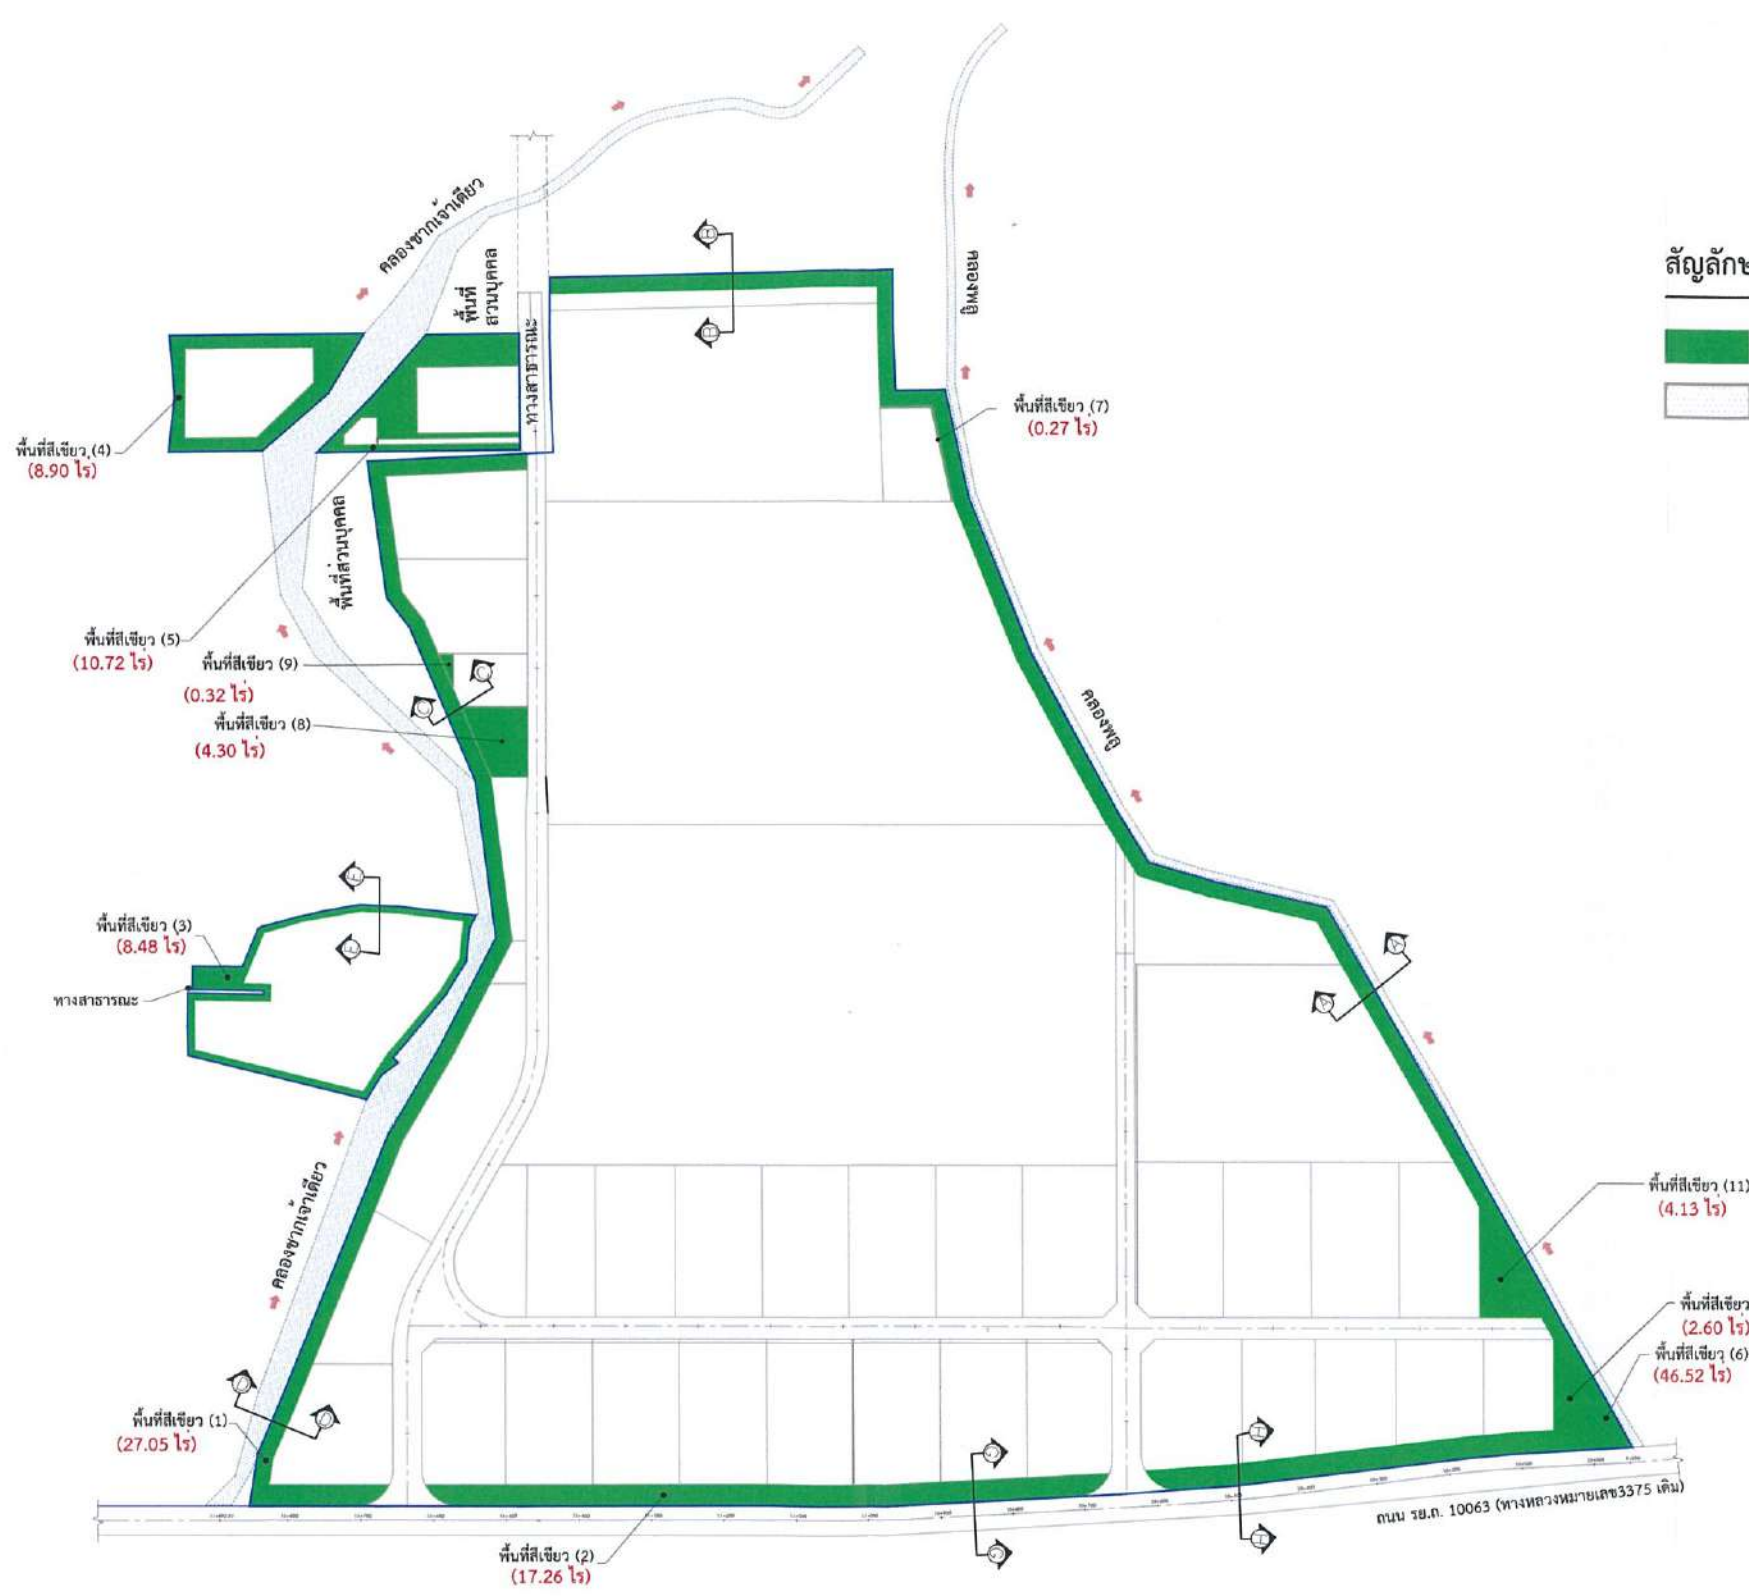 คลองซากเจ้าเดียว
พื้นที่
สวนบุคคล
ทางสาธารณะ
คลองพลู
สัญลักษ
B
B
พื้นที่สีเขียว (4)
(8.90 ไร่)
พื้นที่สีเขียว (7)
(0.27 ไร่)
พื้นที่ส่วนบุคคล
พื้นที่สีเขียว (5)
(10.72 ไร่)
พื้นที่สีเขียว (9)
(0.32 ไร่)
C
C
พื้นที่สีเขียว (8)
(4.30 ไร่)
คลองพลู
F
F
พื้นที่สีเขียว (3)
(8.48 ไร่)
ทางสาธารณะ
A
A
คลองซากเจ้าเดียว
พื้นที่สีเขียว (11)
(4.13 ไร่)
พื้นที่สีเขียว
(2.60 ไร่)
พื้นที่สีเขียว (6)
(46.52 ไร่)
D
D
พื้นที่สีเขียว (1)
(27.05 ไร่)
G
G
H
H
ถนน รย.ถ. 10063 (ทางหลวงหมายเลข3375 เดิม)
พื้นที่สีเขียว (2)
(17.26 ไร่)